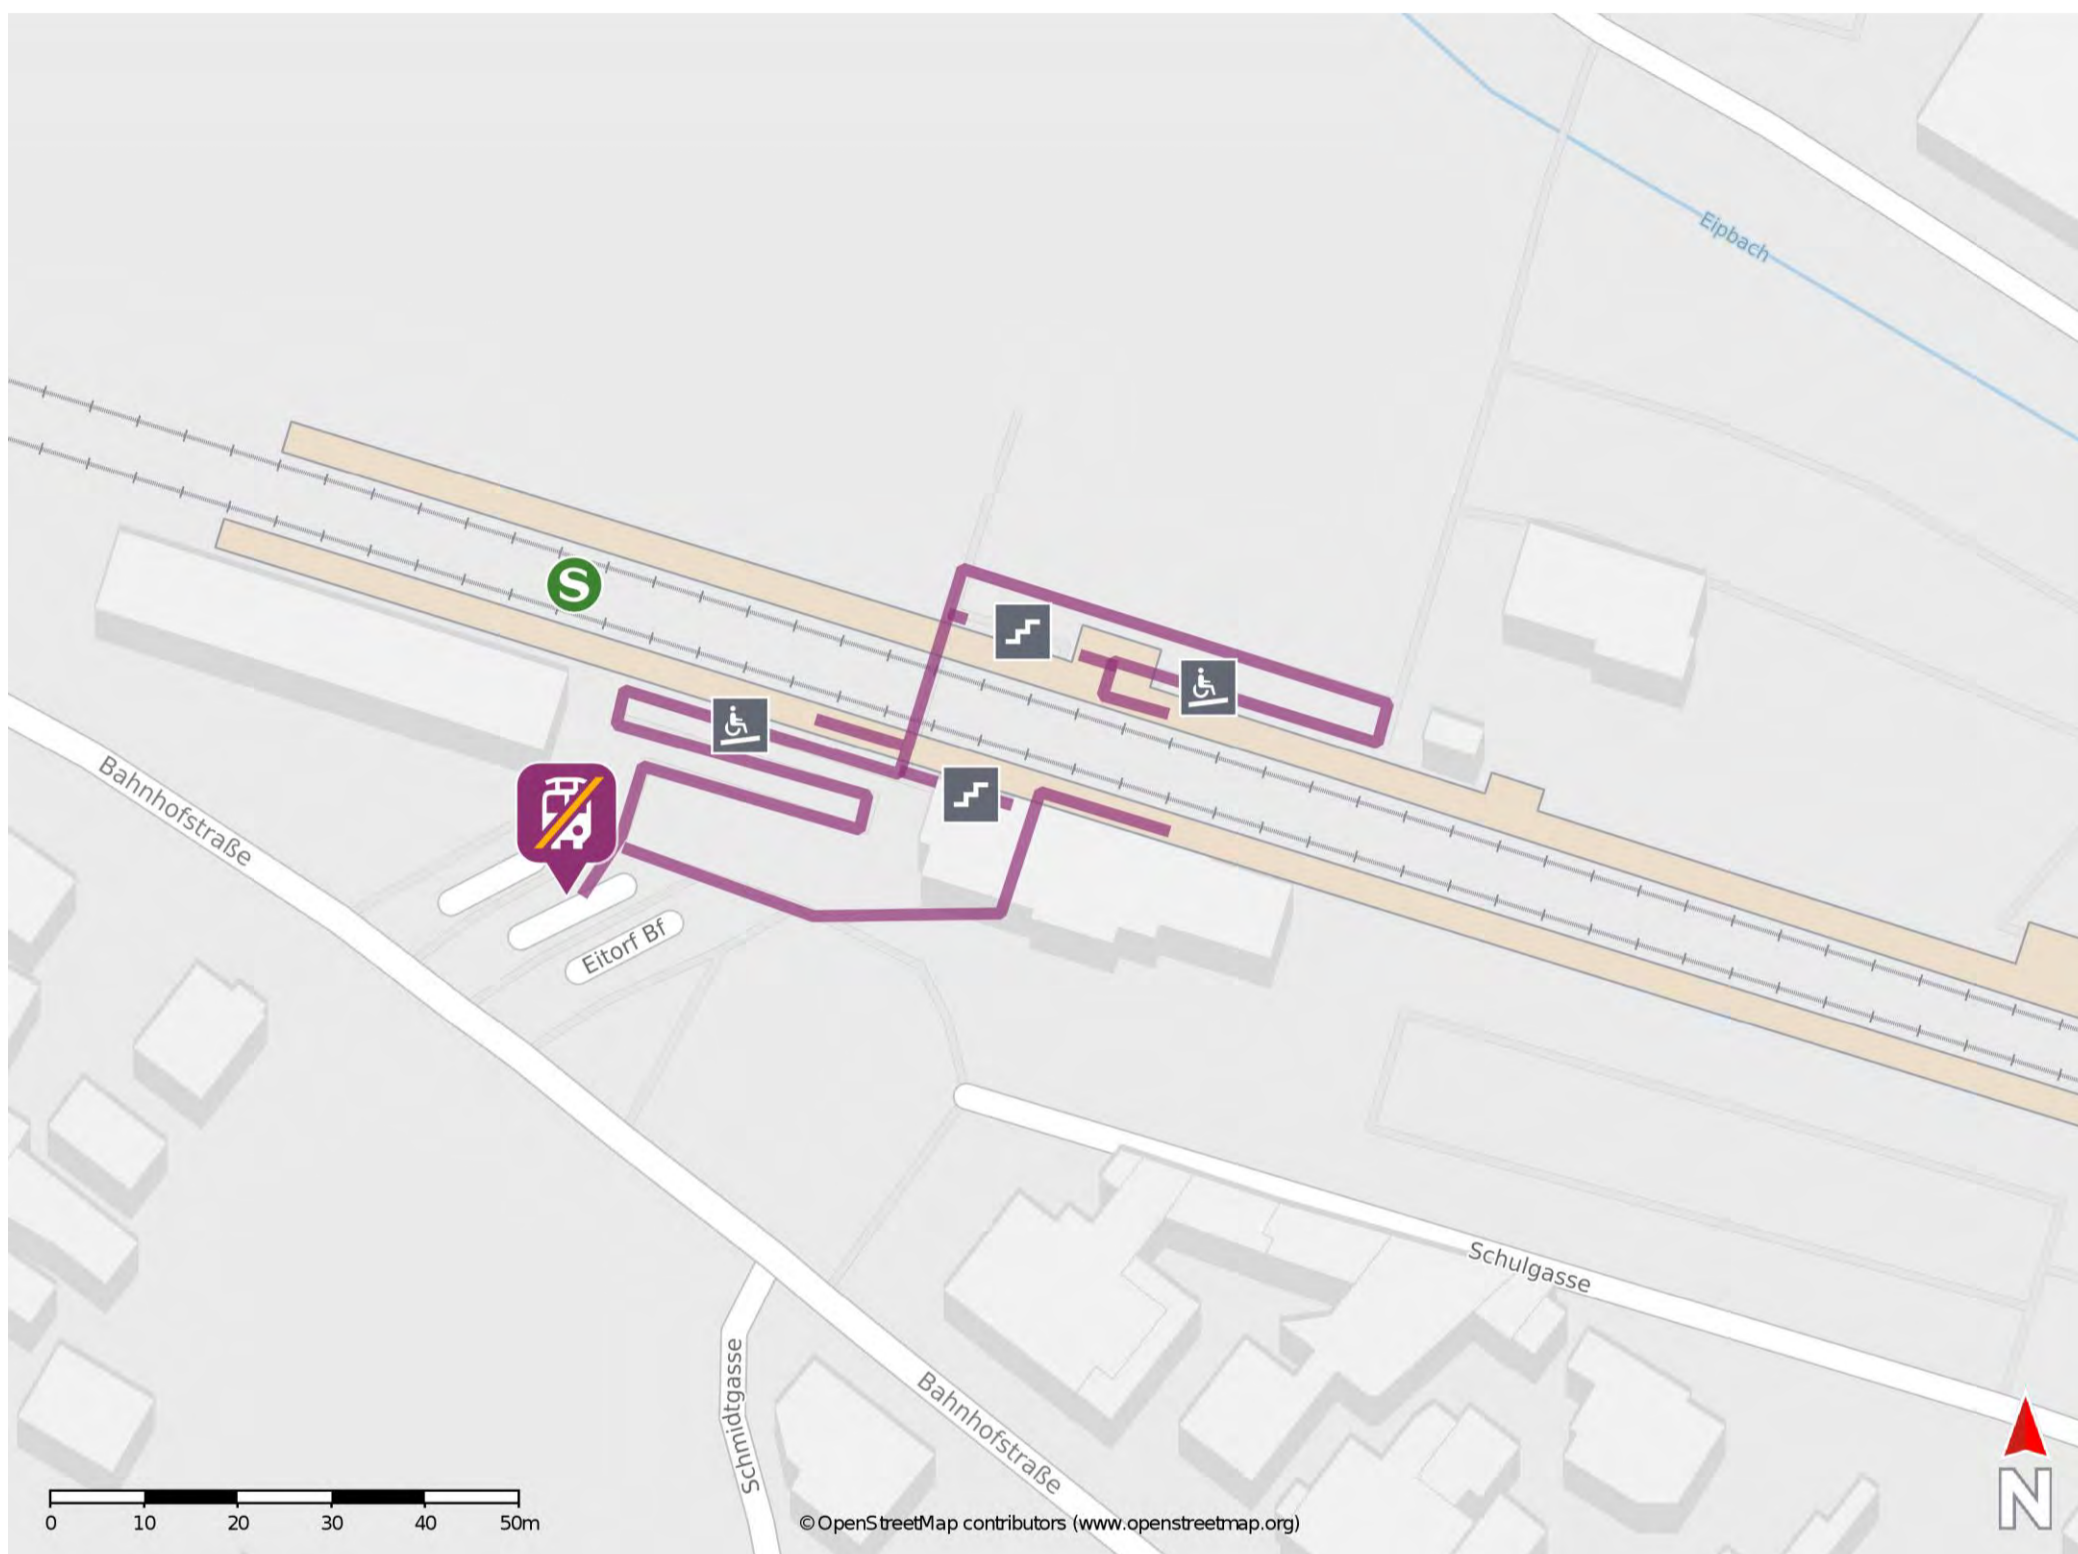 Eipbach
S
Bahnhofstraße
Eitorf Bf
Schulgasse
Schmidtgasse
Bahnhofstraße
N
0 10 20 30 40 50m
©OpenStreetMap contributors (www.openstreetmap.org)